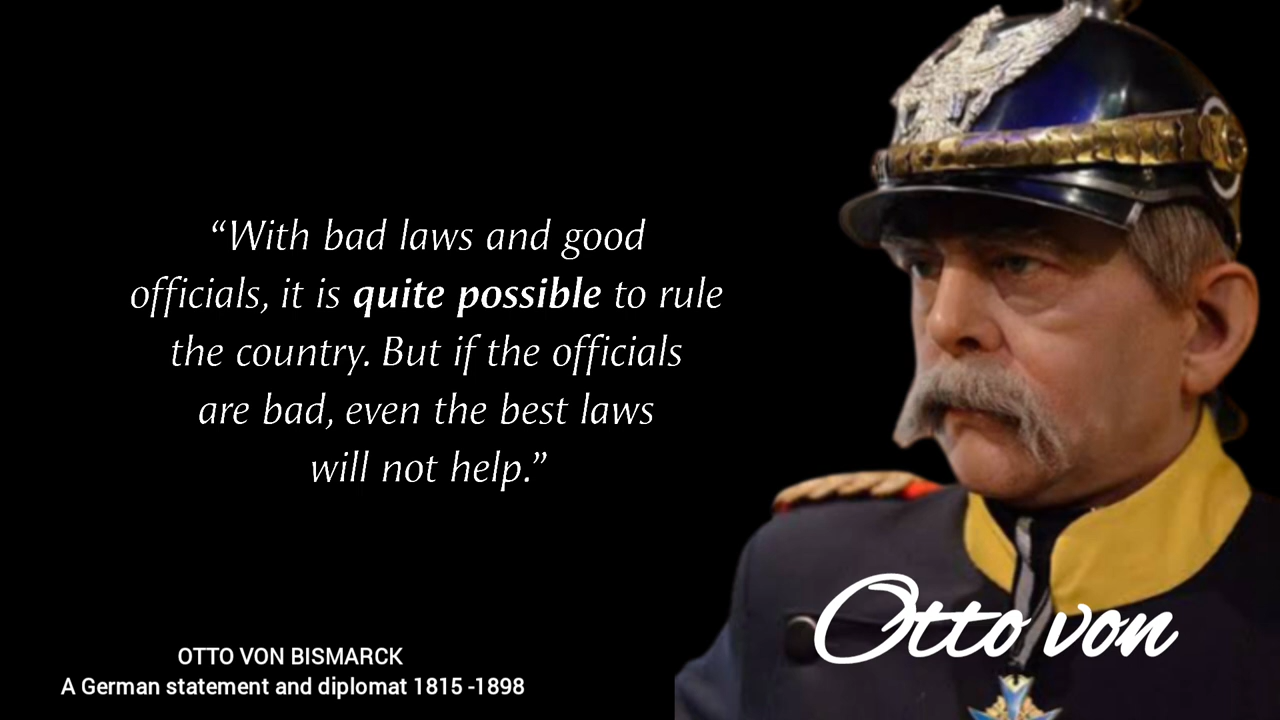 “With bad laws and good
officials, it is quite possible to rule
the country. But if the officials
are bad, even the best laws
will not help.”
Otto von
OTTO VON BISMARCK
A German statement and diplomat 1815 -1898